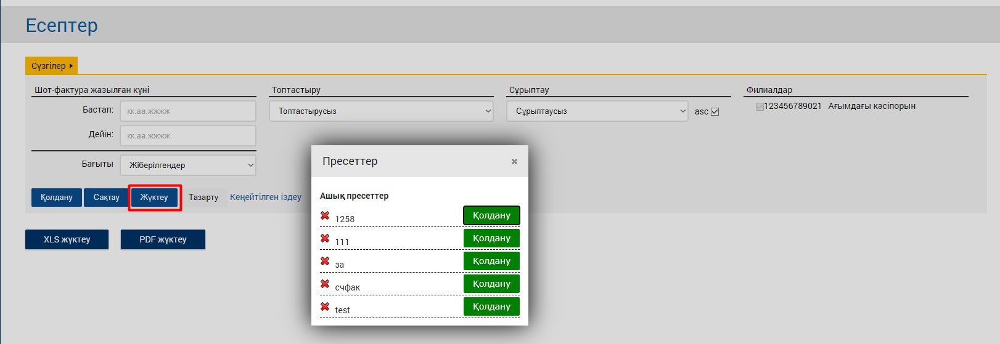 Есептер
Сүзгілер
Шот-фактура жазылған күні
Топтастыру
Сұрыптау
Филиалдар
Бастап:
кк.аа.жжжж
Топтастырусыз
Сұрыптаусыз
asc
123456789021 Ағымдағы кәсіпорын
Дейін:
кк.аа.жжжж
Бағыты
Жіберілгендер
Қолдану
Сақтау
Жүктеу
Тазарту
Кеңейтілген іздеу
XLS жүктеу
PDF жүктеу
Пресеттер
Ашық пресеттер
1258 Қолдану
111 Қолдану
за Қолдану
счфак Қолдану
test Қолдану